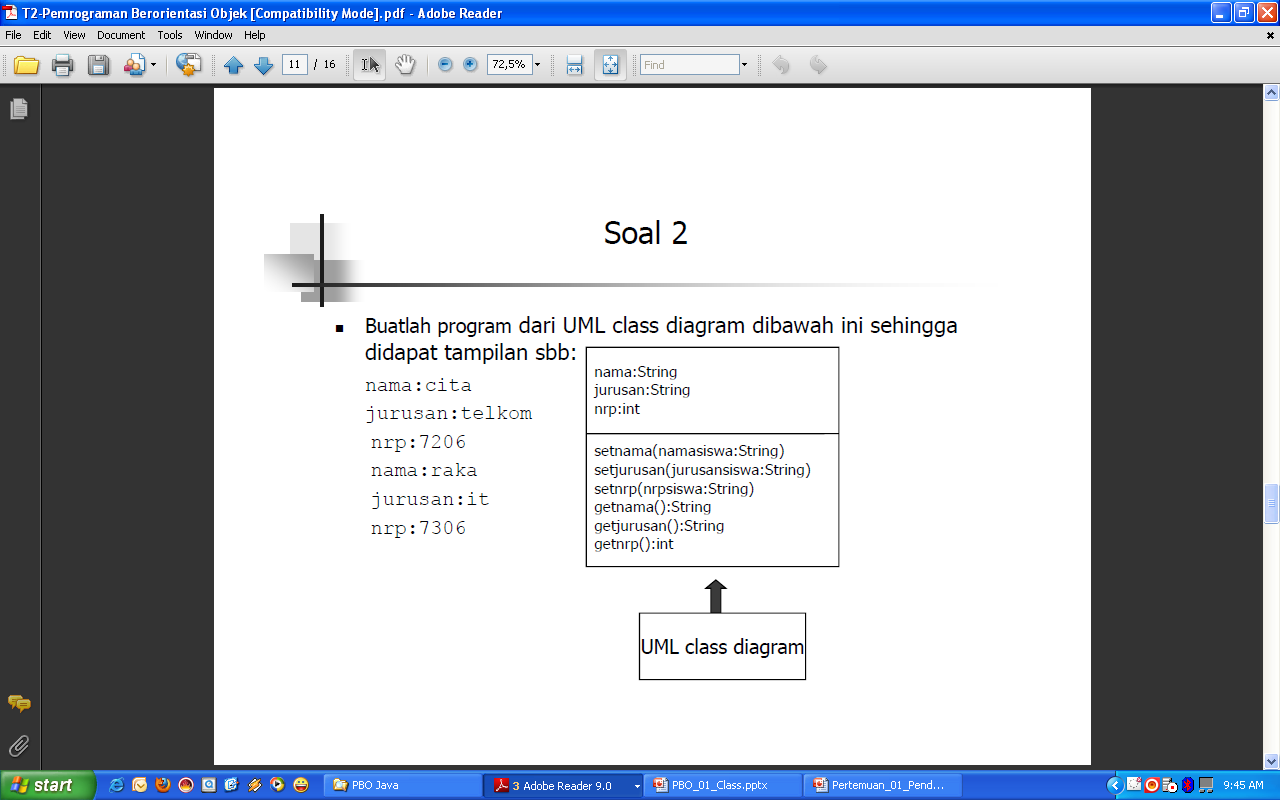 T2-Pemrograman Berorientasi Objek [Compatibility Mode].pdf - Adobe Reader
File Edit View Document Tools Window Help
11 / 16 72,5% Find
Soal 2
Buatlah program dari UML class diagram dibawah ini sehingga
didapat tampilan sbb:
nama:cita
jurusan:telkom
nrp:7206
nama:raka
jurusan:it
nrp:7306
nama:String
jurusan:String
nrp:int
setnama(namasiswa:String)
setjurusan(jurusansiswa:String)
setnrp(nrpsiswa:String)
getnama():String
getjurusan():String
getnrp():int
UML class diagram
start PBO Java 3 Adobe Reader 9.0 PBO_01_Class.pptx Pertemuan_01_Pend... 9:45 AM